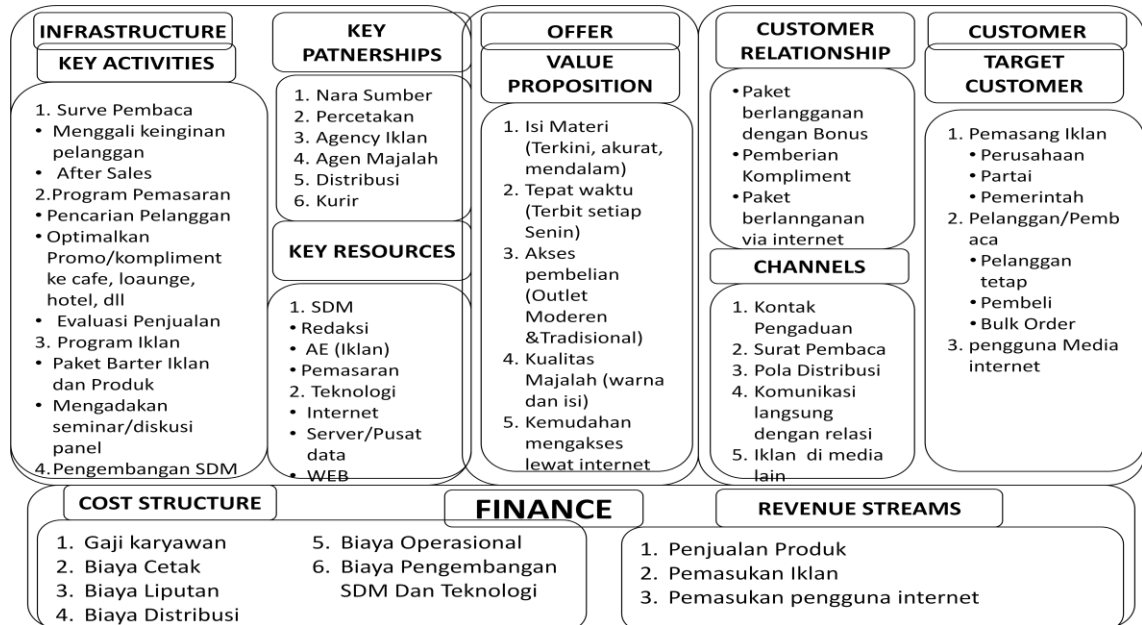 INFRASTRUCTURE
KEY ACTIVITIES
1. Surve Pembaca
• Menggali keinginan
pelanggan
• After Sales
2.Program Pemasaran
• Pencarian Pelanggan
• Optimalkan
Promo/kompliment
ke cafe, loaunge,
hotel, dll
• Evaluasi Penjualan
3. Program Iklan
• Paket Barter Iklan
dan Produk
• Mengadakan
seminar/diskusi
panel
4.Pengembangan SDM
KEY
PATNERSHIPS
1. Nara Sumber
2. Percetakan
3. Agency Iklan
4. Agen Majalah
5. Distribusi
6. Kurir
KEY RESOURCES
1. SDM
• Redaksi
• AE (Iklan)
• Pemasaran
2. Teknologi
• Internet
• Server/Pusat
data
• WEB
OFFER
VALUE
PROPOSITION
1. Isi Materi
(Terkini, akurat,
mendalam)
2. Tepat waktu
(Terbit setiap
Senin)
3. Akses
pembelian
(Outlet
Moderen
&Tradisional)
4. Kualitas
Majalah (warna
dan isi)
5. Kemudahan
mengakses
lewat internet
CUSTOMER
RELATIONSHIP
•Paket
berlangganan
dengan Bonus
•Pemberian
Kompliment
•Paket
berlannganan
via internet
CHANNELS
1. Kontak
Pengaduan
2. Surat Pembaca
3. Pola Distribusi
4. Komunikasi
langsung
dengan relasi
5. Iklan di media
lain
CUSTOMER
TARGET
CUSTOMER
1. Pemasang Iklan
• Perusahaan
• Partai
• Pemerintah
2. Pelanggan/Pemb
aca
• Pelanggan
tetap
• Pembeli
• Bulk Order
3. pengguna Media
internet
COST STRUCTURE
1. Gaji karyawan
2. Biaya Cetak
3. Biaya Liputan
4. Biaya Distribusi
5. Biaya Operasional
6. Biaya Pengembangan
SDM Dan Teknologi
FINANCE
REVENUE STREAMS
1. Penjualan Produk
2. Pemasukan Iklan
3. Pemasukan pengguna internet